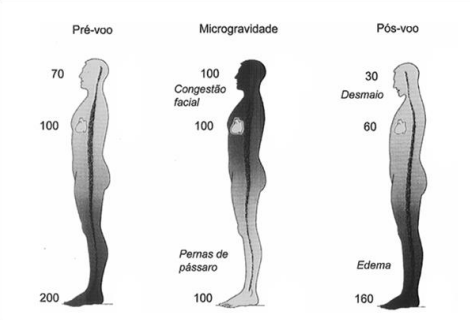 Pré-voo
70
100
200
Microgravidade
100
Congestão
facial
100
Pernas de
pássaro
100
Pós-voo
30
Desmaio
60
Edema
160